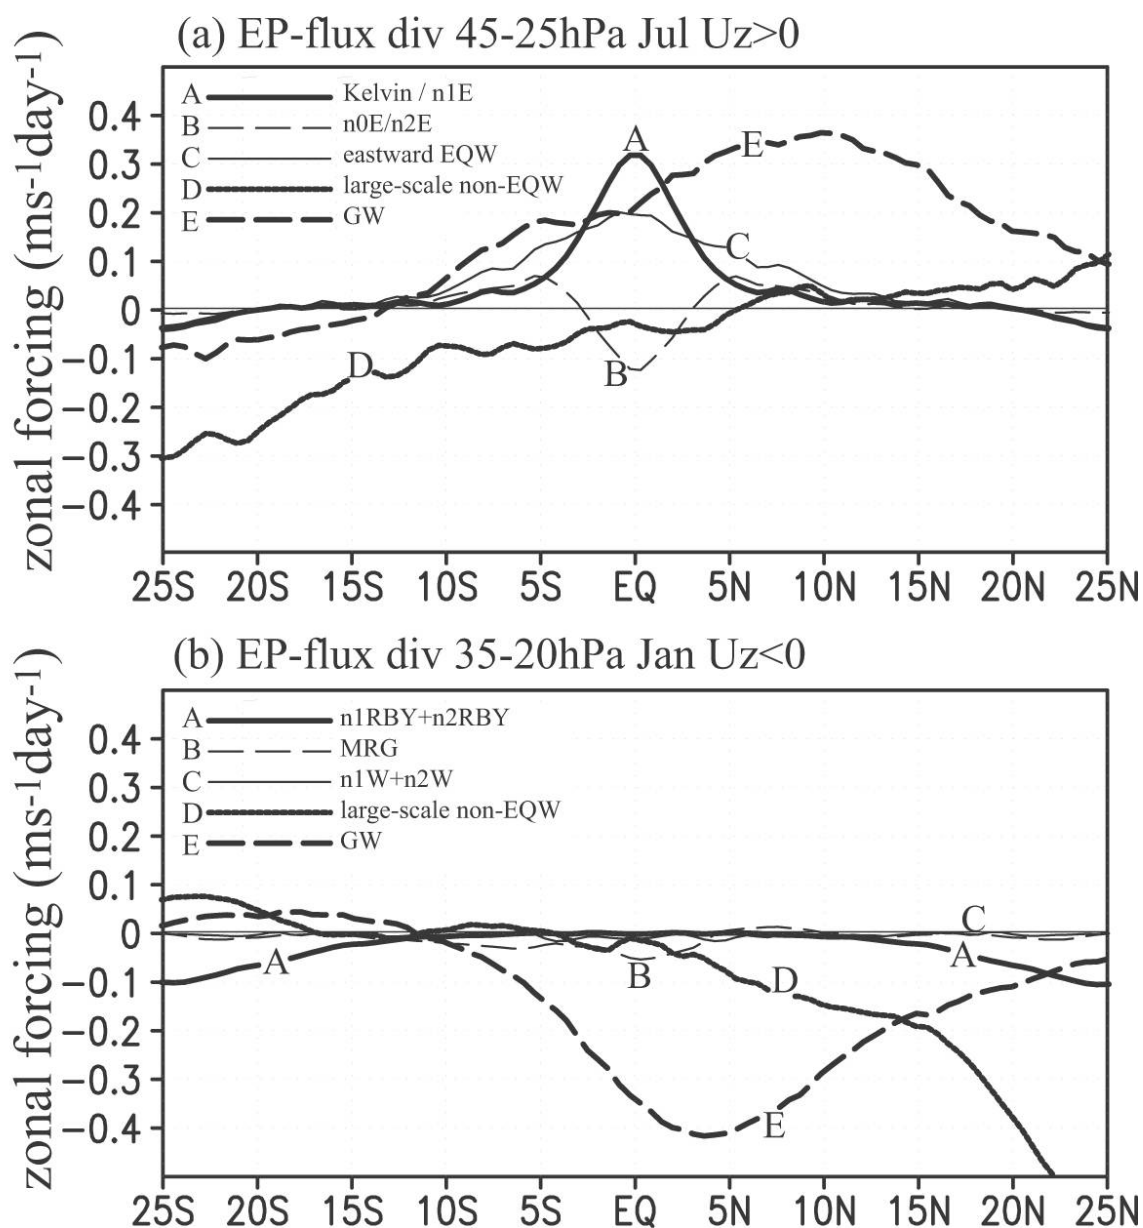 (a) EP-flux div 45-25hPa Jul Uz>0
zonal forcing (ms-1day-1)
0.4
0.3
0.2
0.1
0
-0.1
-0.2
-0.3
-0.4
A Kelvin / n1E
B n0E/n2E
C eastward EQW
D large-scale non-EQW
E GW
A
E
C
D
B
25S 20S 15S 10S 5S EQ 5N 10N 15N 20N 25N
(b) EP-flux div 35-20hPa Jan Uz<0
zonal forcing (ms-1day-1)
0.4
0.3
0.2
0.1
0
-0.1
-0.2
-0.3
-0.4
A n1RBY+n2RBY
B MRG
C n1W+n2W
D large-scale non-EQW
E GW
C
A
A
B
D
E
25S 20S 15S 10S 5S EQ 5N 10N 15N 20N 25N